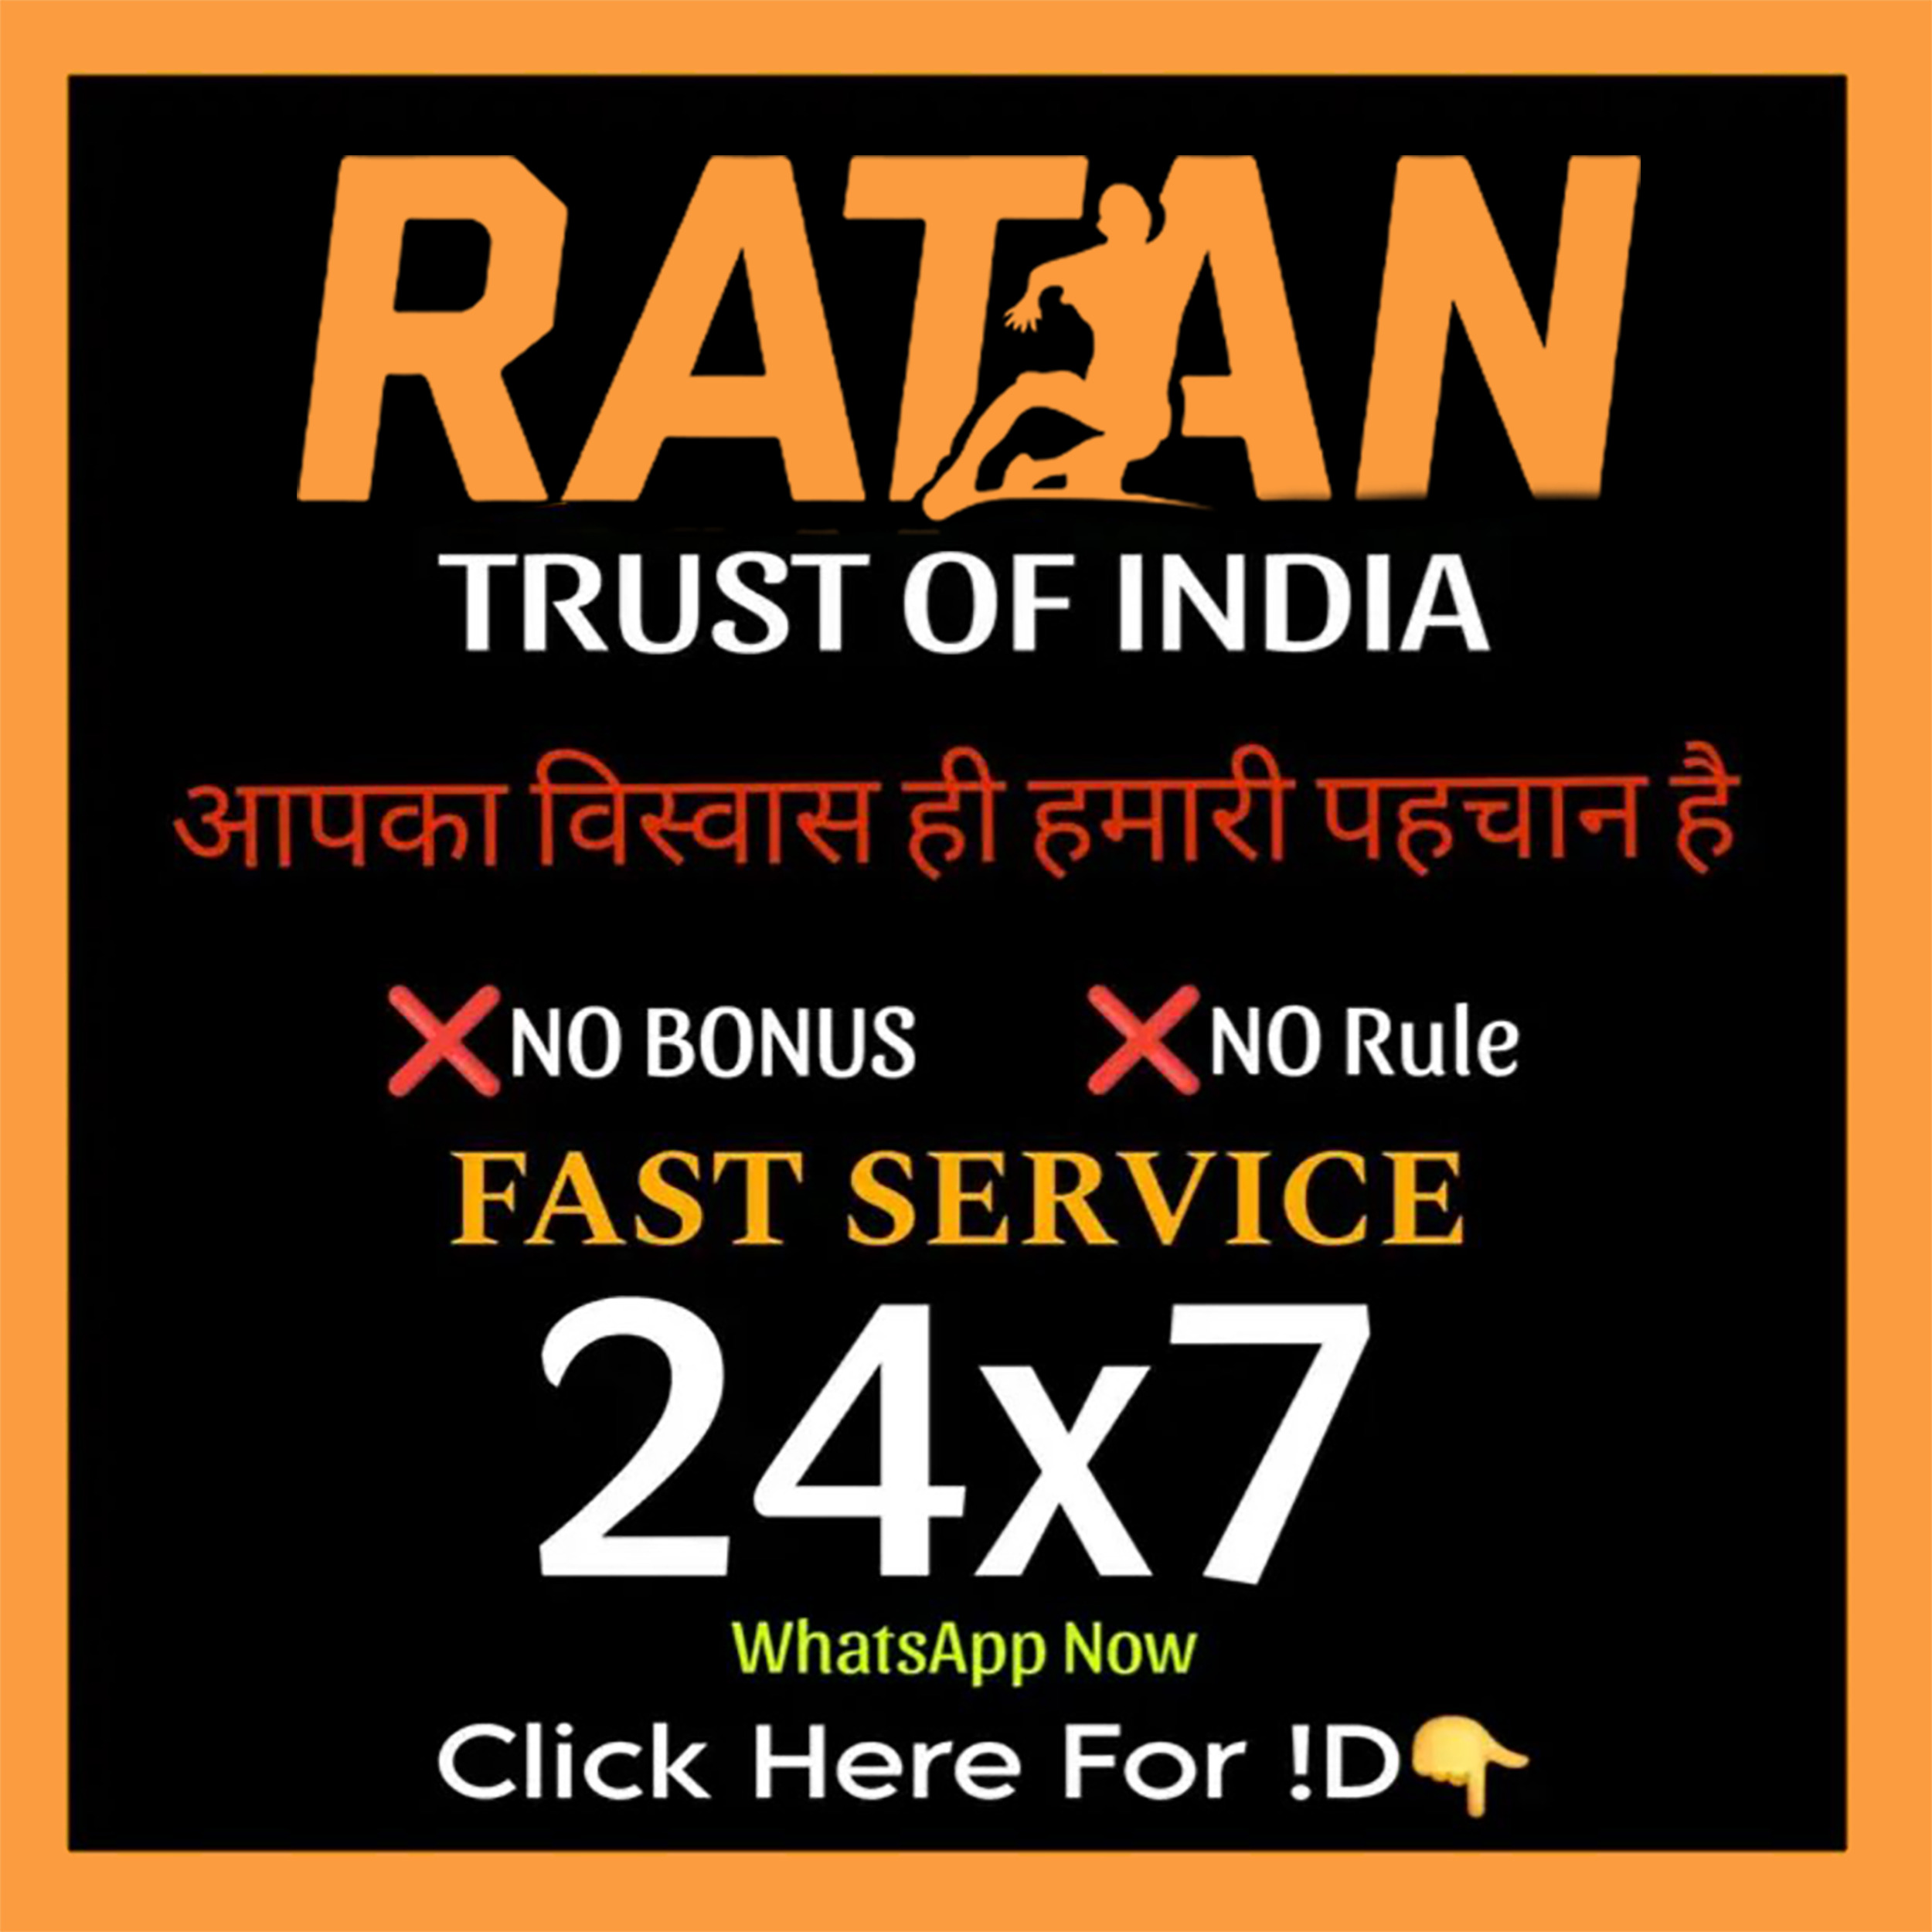 RATAN
TRUST OF INDIA
आपका विस्वास ही हमारी पहचान है
❌NO BONUS ❌NO Rule
FAST SERVICE
24x7
WhatsApp Now
Click Here For !D👇